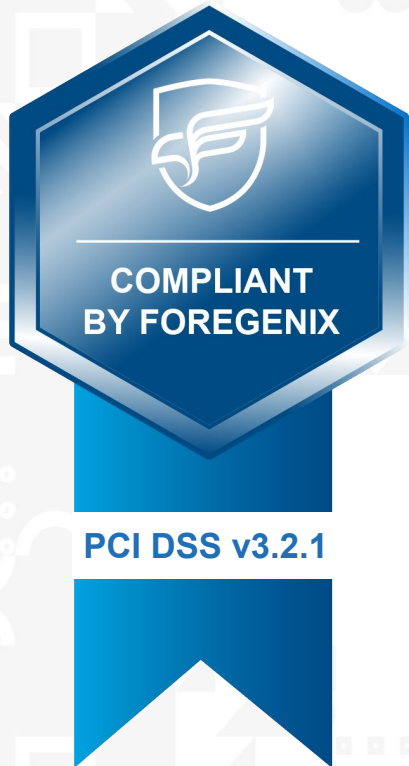 COMPLIANT
BY FOREGENIX
PCI DSS v3.2.1